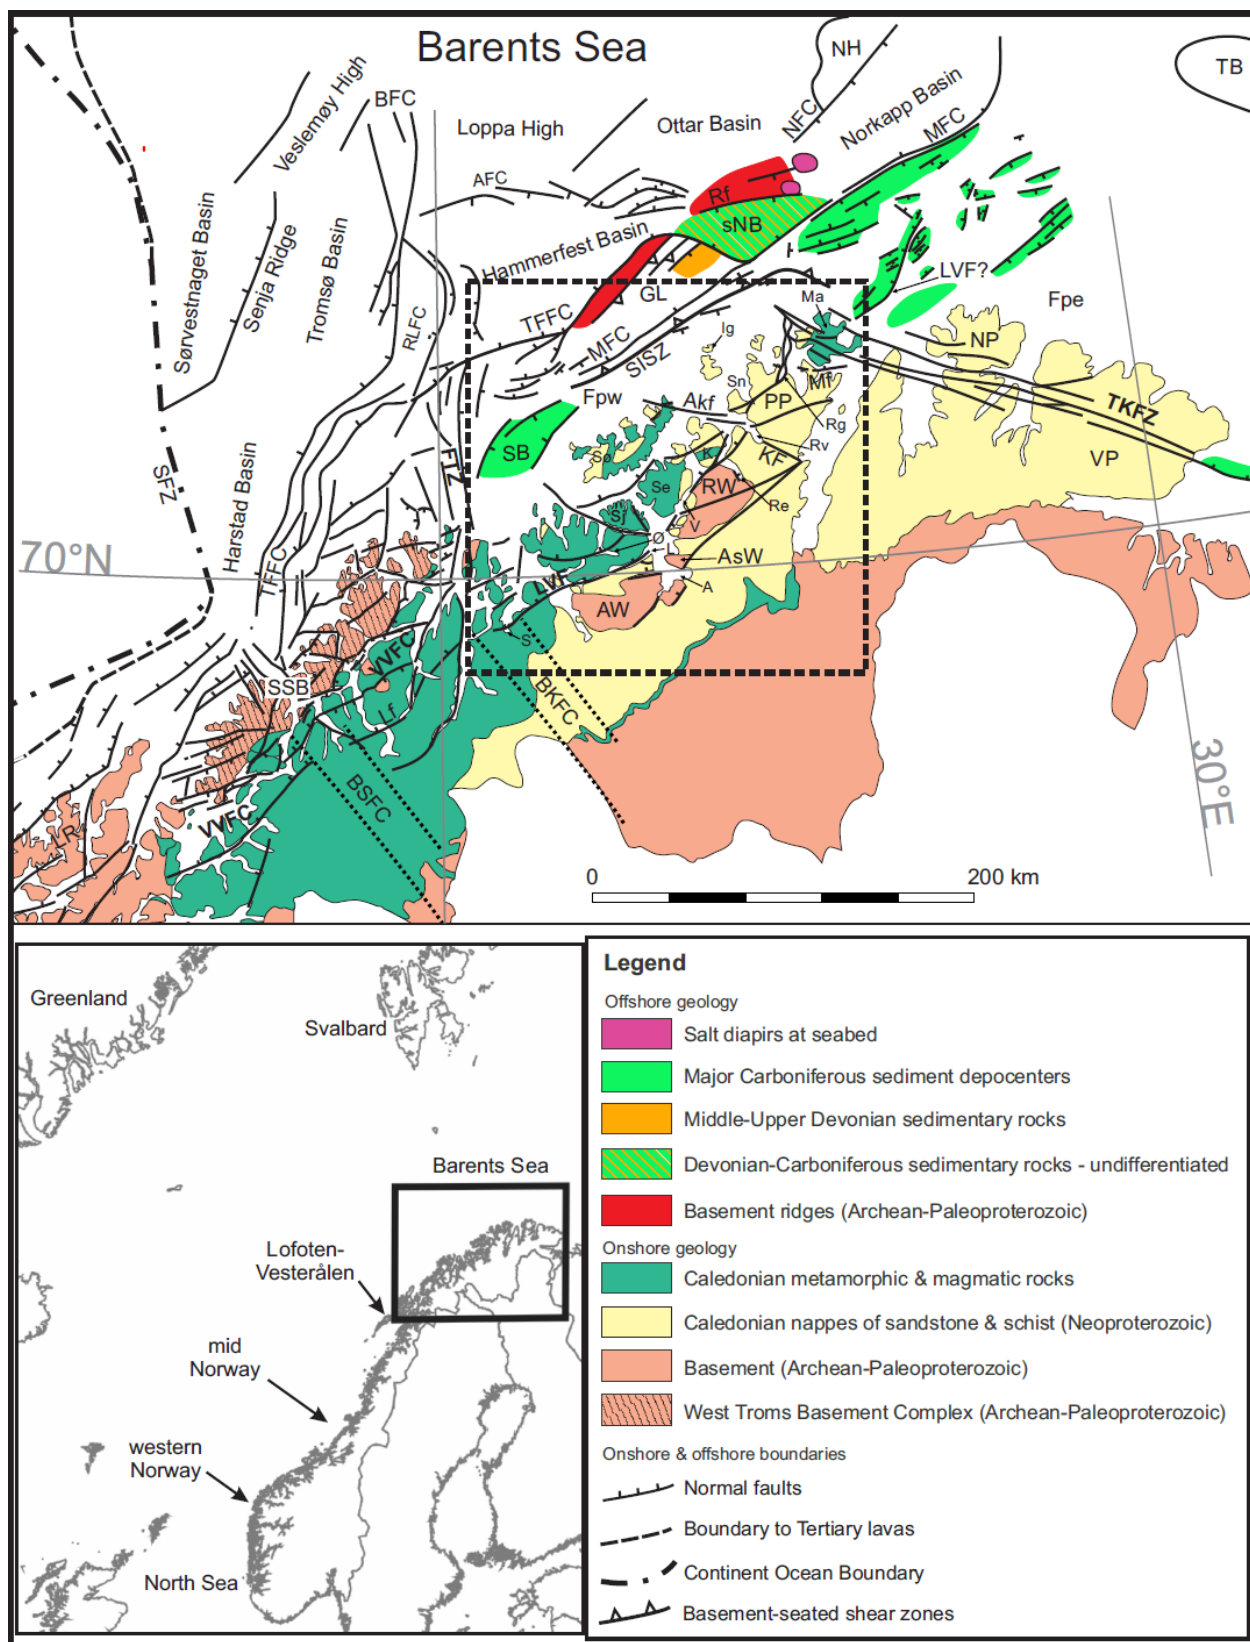 Barents Sea
NH
TB
Veslemøy High
BFC
Loppa High
Ottar Basin
NFC
Norkapp Basin
MFC
AFC
Rf
sNB
Sørvestnaget Basin
Senja Ridge
Tromsø Basin
Hammerfest Basin
LVF?
GL
Ma
Fpe
RLFC
TFFC
MFC
SISZ
Ig
NP
Sn
Mf
Fpw
Akf
PP
TKFZ
Rg
Rv
SB
Sø
K
KF
VP
SFZ
Harstad Basin
FTZ
Se
RW
Re
Sj
V
Ø
L
70°N
TFFC
LVF
AsW
A
AW
S
VVFC
SSB
BKFC
Lf
30°E
BSFC
VVFC
LR
0
200 km
Greenland
Svalbard
Barents Sea
Lofoten-
Vesterålen
mid
Norway
western
Norway
North Sea
Legend
Offshore geology
Salt diapirs at seabed
Major Carboniferous sediment depocenters
Middle-Upper Devonian sedimentary rocks
Devonian-Carboniferous sedimentary rocks - undifferentiated
Basement ridges (Archean-Paleoproterozoic)
Onshore geology
Caledonian metamorphic & magmatic rocks
Caledonian nappes of sandstone & schist (Neoproterozoic)
Basement (Archean-Paleoproterozoic)
West Troms Basement Complex (Archean-Paleoproterozoic)
Onshore & offshore boundaries
Normal faults
Boundary to Tertiary lavas
Continent Ocean Boundary
Basement-seated shear zones